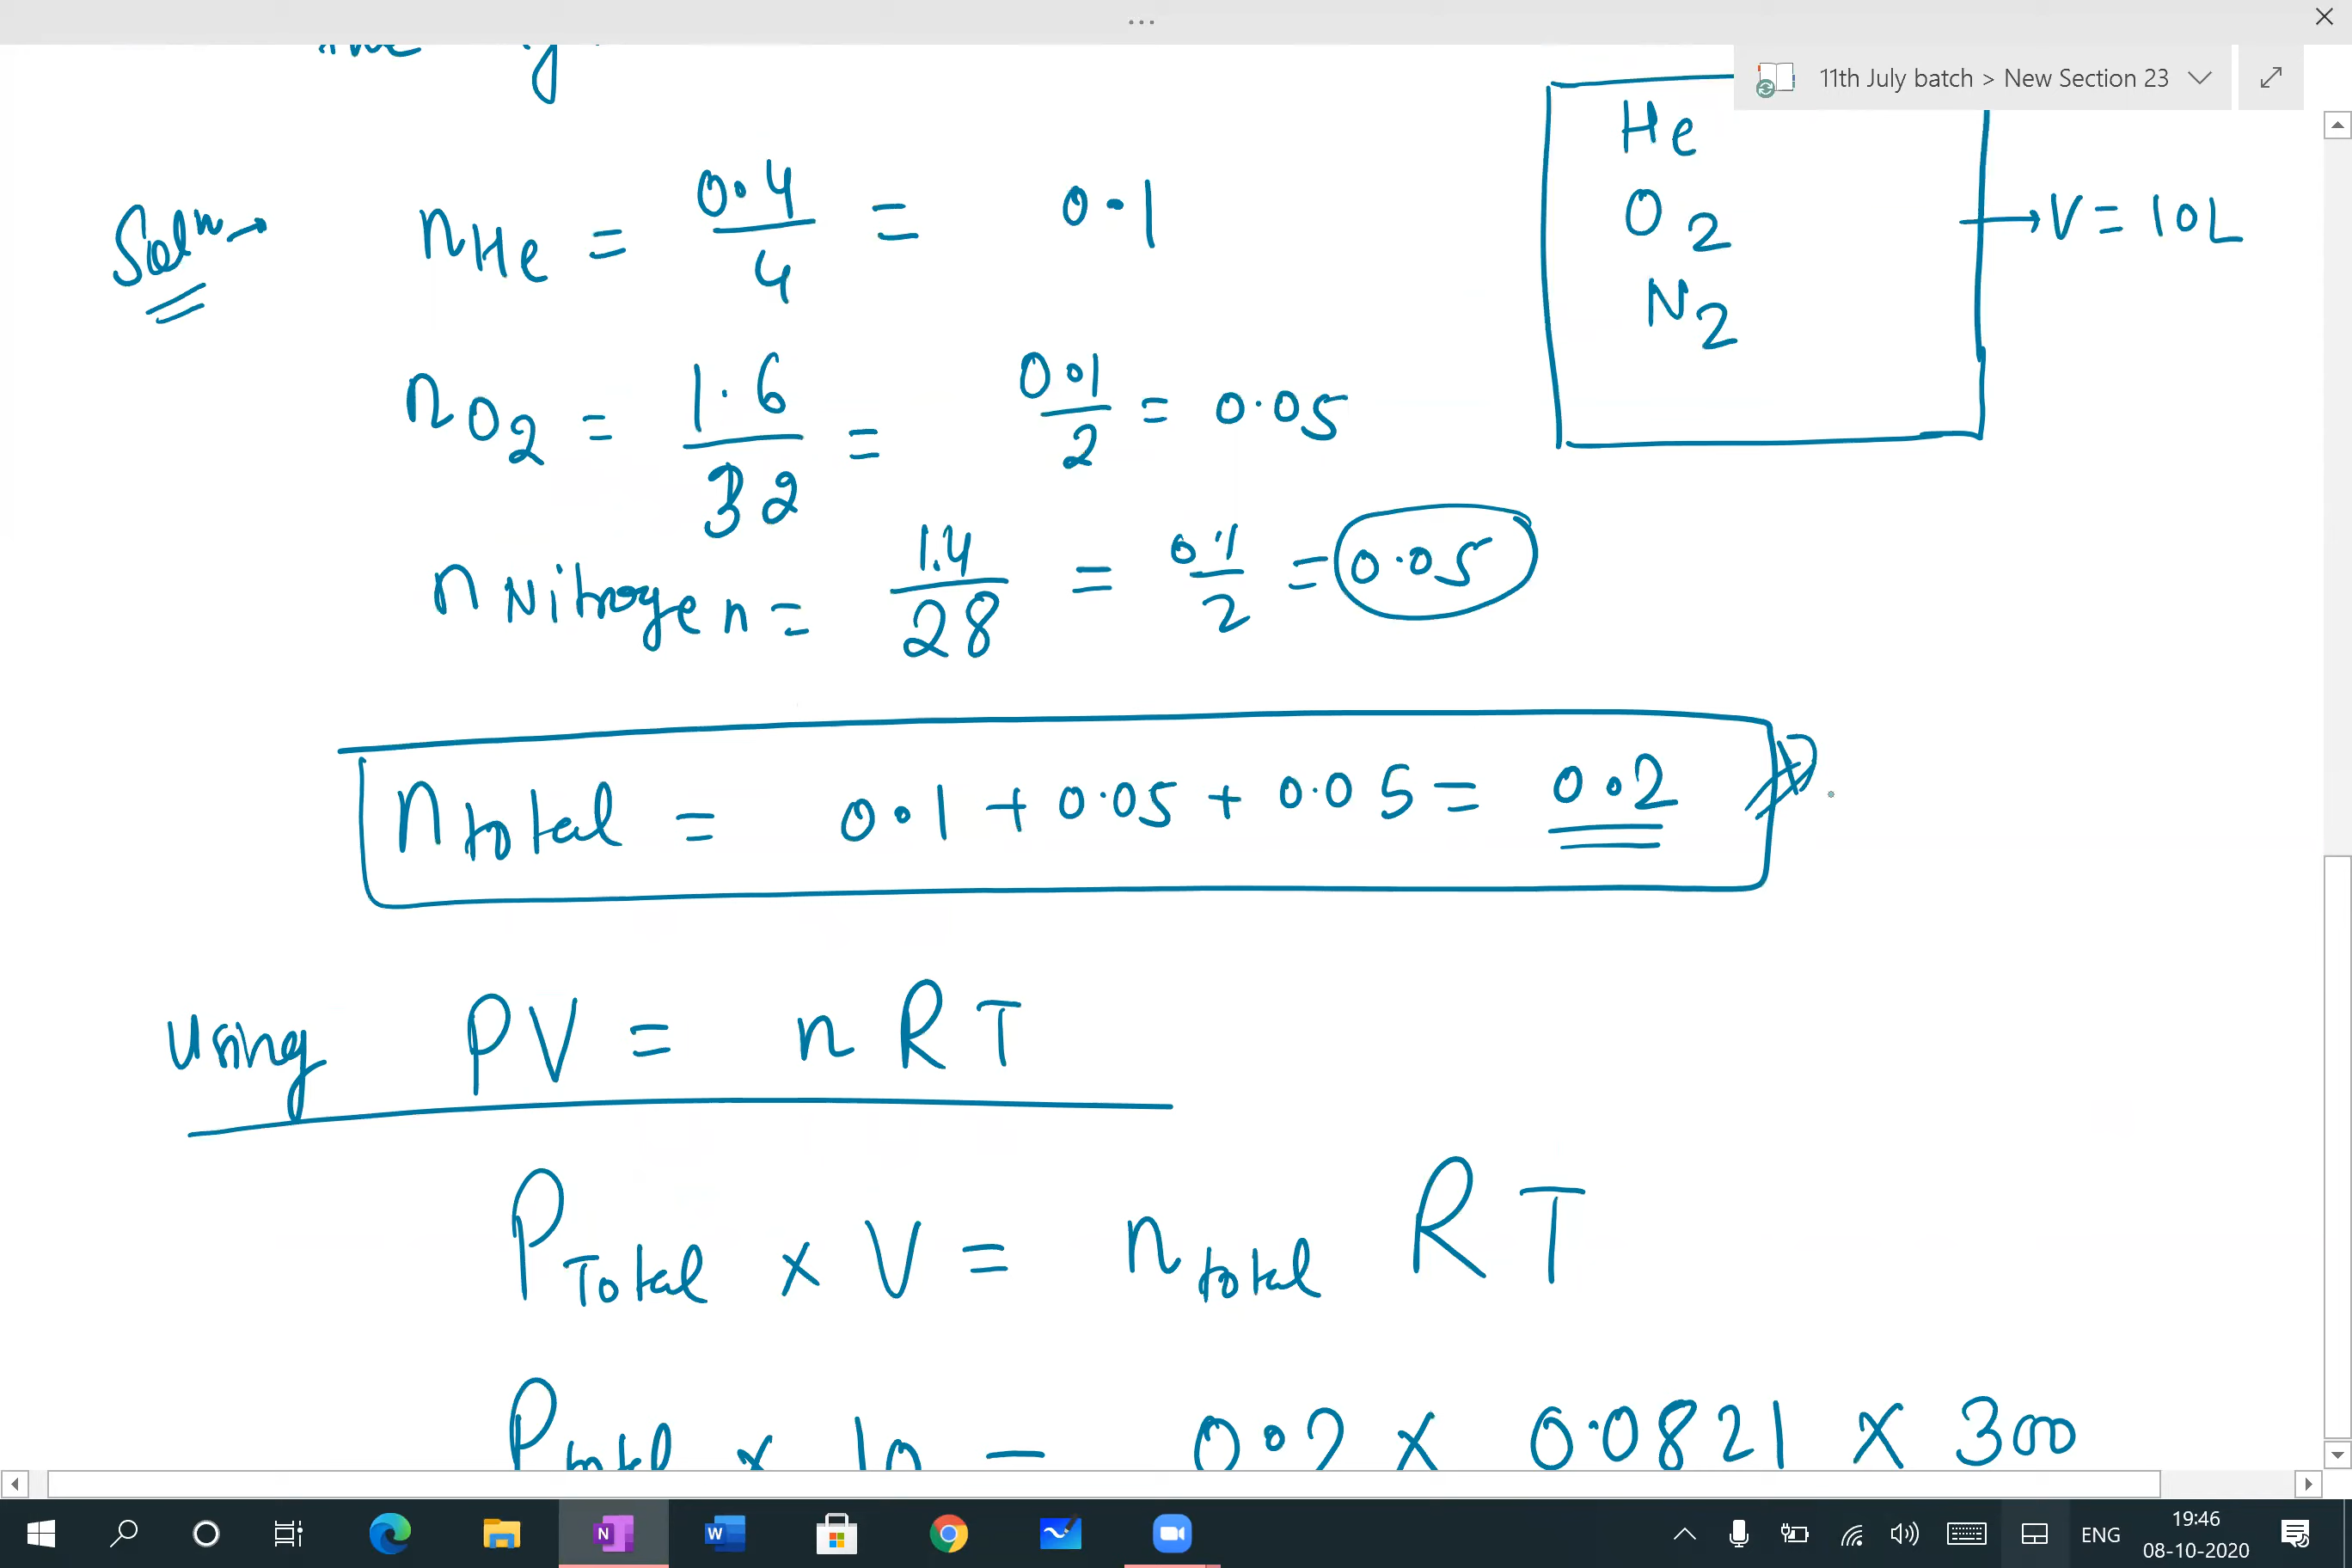 11th July batch > New Section 23
He
O2
N2
→ V = 10L
Soln→ nHe = 0.4/4 = 0.1
nO2 = 1.6/32 = 0.1/2 = 0.05
nNitrogen = 1.4/28 = 0.1/2 = 0.05
ntotal = 0.1 + 0.05 + 0.05 = 0.2
Using PV = nRT
PTotal × V = ntotal RT
Ptotal × 10 = 0.2 × 0.0821 × 300
N
W
ENG
19:46
08-10-2020